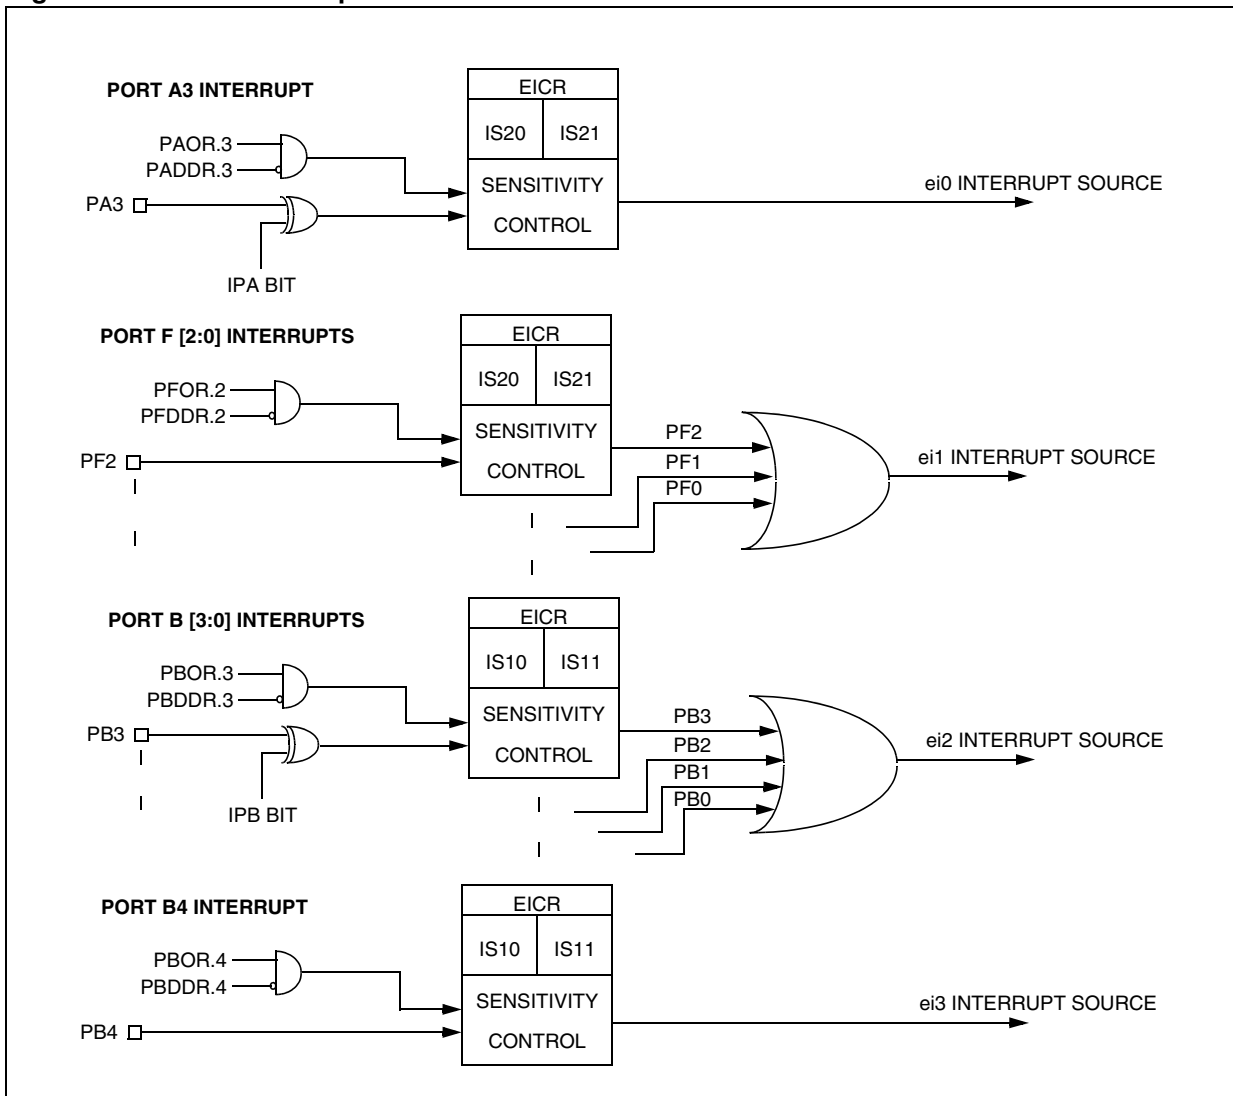 PORT A3 INTERRUPT
EICR
IS20 IS21
PAOR.3
PADDR.3
SENSITIVITY
CONTROL
ei0 INTERRUPT SOURCE
PA3
IPA BIT
PORT F [2:0] INTERRUPTS
EICR
IS20 IS21
PFOR.2
PFDDR.2
SENSITIVITY
CONTROL
PF2
PF2
PF1
PF0
ei1 INTERRUPT SOURCE
PORT B [3:0] INTERRUPTS
EICR
IS10 IS11
PBOR.3
PBDDR.3
SENSITIVITY
CONTROL
PB3
IPB BIT
PB3
PB2
PB1
PB0
ei2 INTERRUPT SOURCE
PORT B4 INTERRUPT
EICR
IS10 IS11
PBOR.4
PBDDR.4
SENSITIVITY
CONTROL
PB4
ei3 INTERRUPT SOURCE